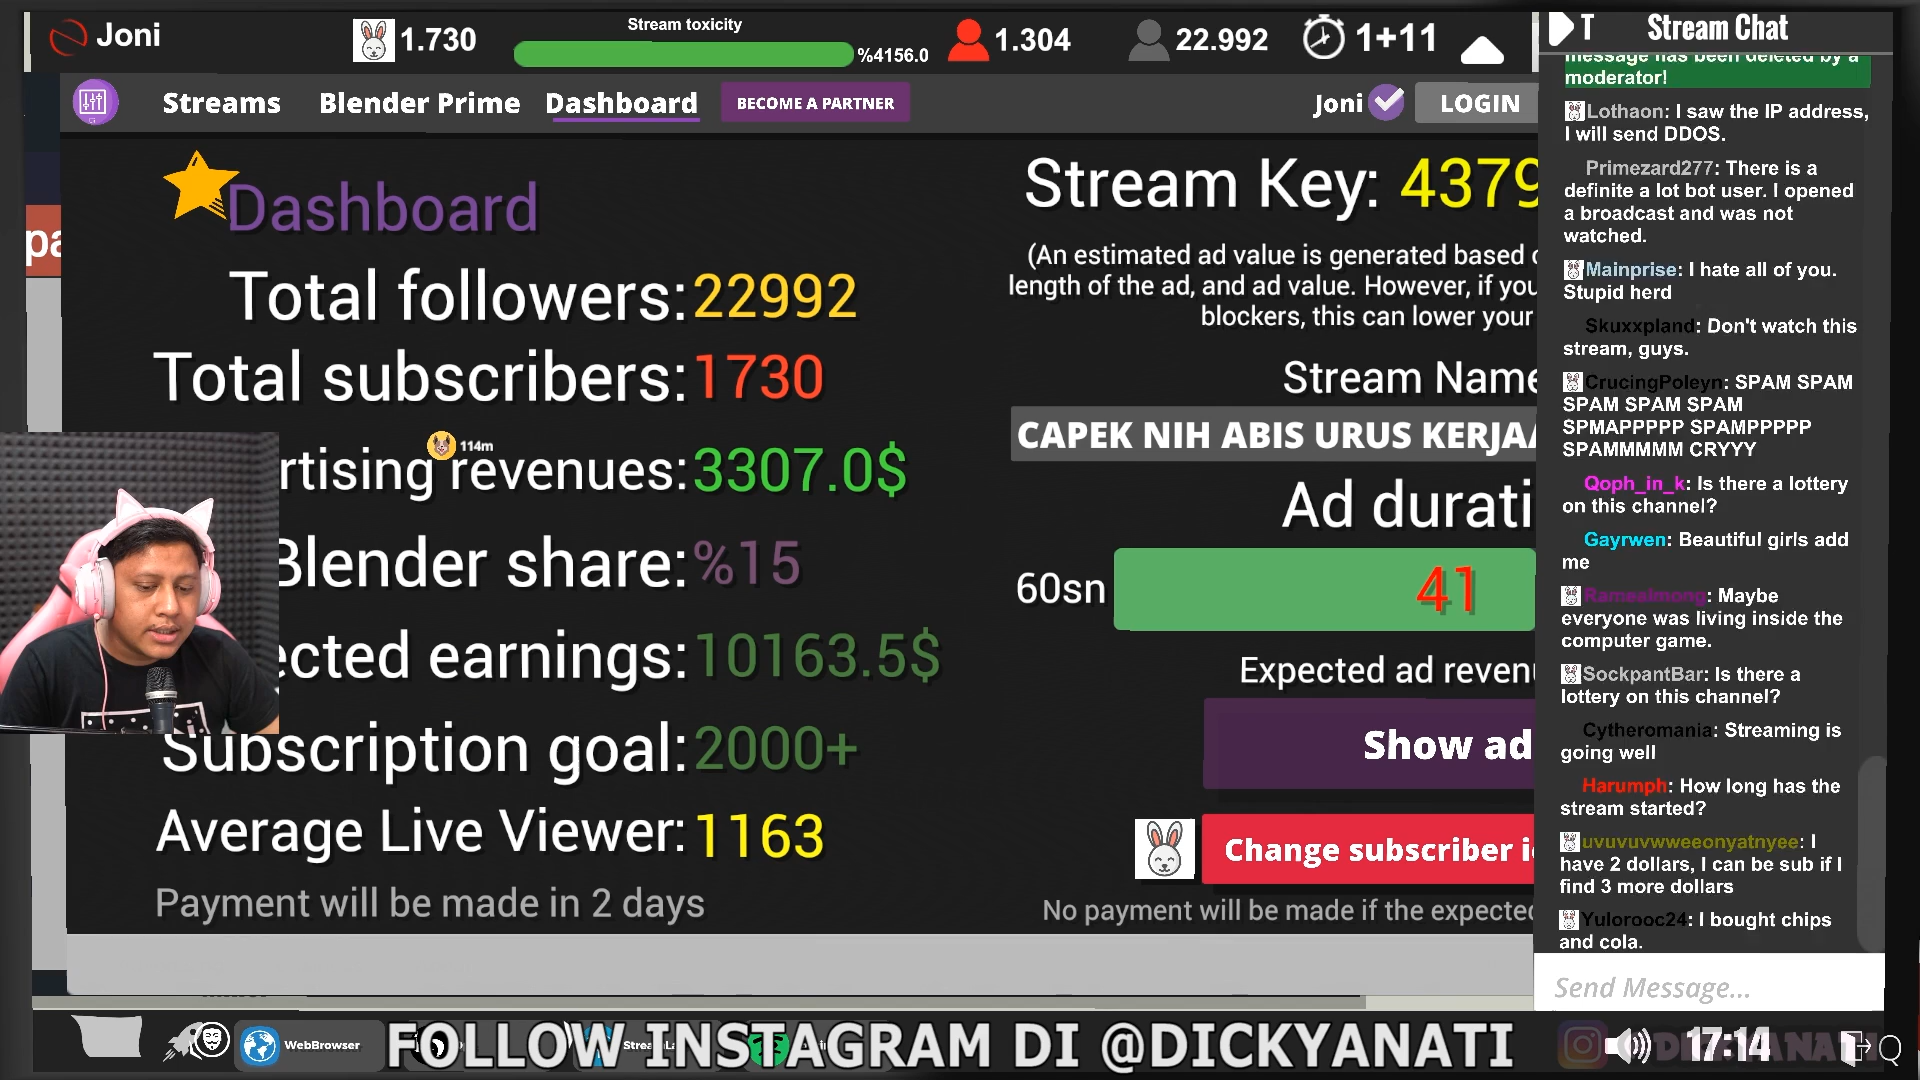 Joni
1.730
Stream toxicity
%4156.0
1.304
22.992
1+11
T
Stream Chat
Streams
Blender Prime
Dashboard
BECOME A PARTNER
Joni
LOGIN
Dashboard
Total followers:22992
Total subscribers:1730
rtising revenues:3307.0$
114m
Blender share:%15
ected earnings:10163.5$
Subscription goal:2000+
Average Live Viewer:1163
Payment will be made in 2 days
Stream Key: 4379
(An estimated ad value is generated based
length of the ad, and ad value. However, if you
blockers, this can lower your
Stream Name
CAPEK NIH ABIS URUS KERJAA
Ad durati
60sn
41
Expected ad reven
Show ad
Change subscriber i
No payment will be made if the expected
message has been deleted by a
moderator!
Lothaon: I saw the IP address,
I will send DDOS.
Primezard277: There is a
definite a lot bot user. I opened
a broadcast and was not
watched.
Mainprise: I hate all of you.
Stupid herd
Skuxxpland: Don't watch this
stream, guys.
CrucingPoleyn: SPAM SPAM
SPAM SPAM SPAM
SPMAPPPPP SPAMPPPPP
SPAMMMMM CRYYY
Qoph_in_k: Is there a lottery
on this channel?
Gayrwen: Beautiful girls add
me
Ramealmong: Maybe
everyone was living inside the
computer game.
SockpantBar: Is there a
lottery on this channel?
Cytheromania: Streaming is
going well
Harumph: How long has the
stream started?
uvuvuvwweeonyatnyee: I
have 2 dollars, I can be sub if I
find 3 more dollars
Yulorooc24: I bought chips
and cola.
Send Message...
pa
WebBrowser
FOLLOW INSTAGRAM DI @DICKYANATI
17:14
Q